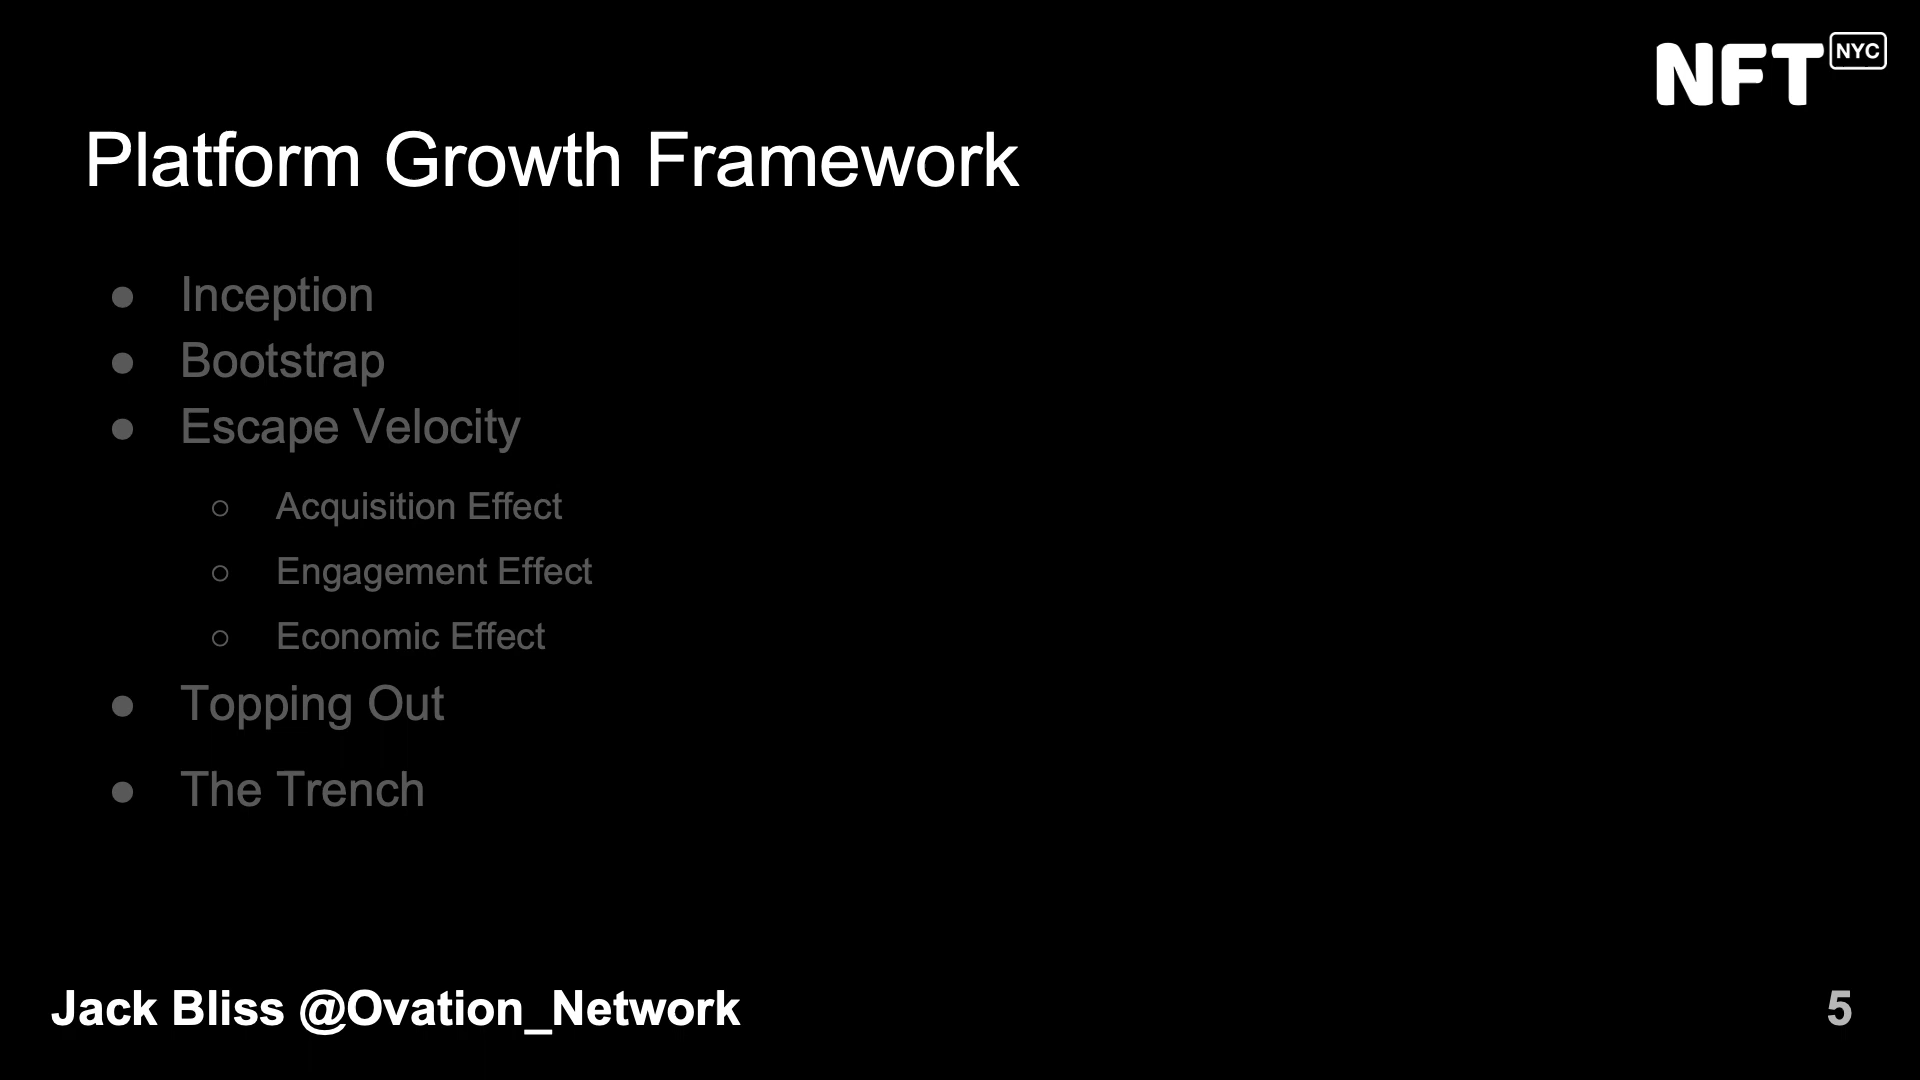 NFT NYC
Platform Growth Framework
● Inception
● Bootstrap
● Escape Velocity
○ Acquisition Effect
○ Engagement Effect
○ Economic Effect
● Topping Out
● The Trench
Jack Bliss @Ovation_Network
5